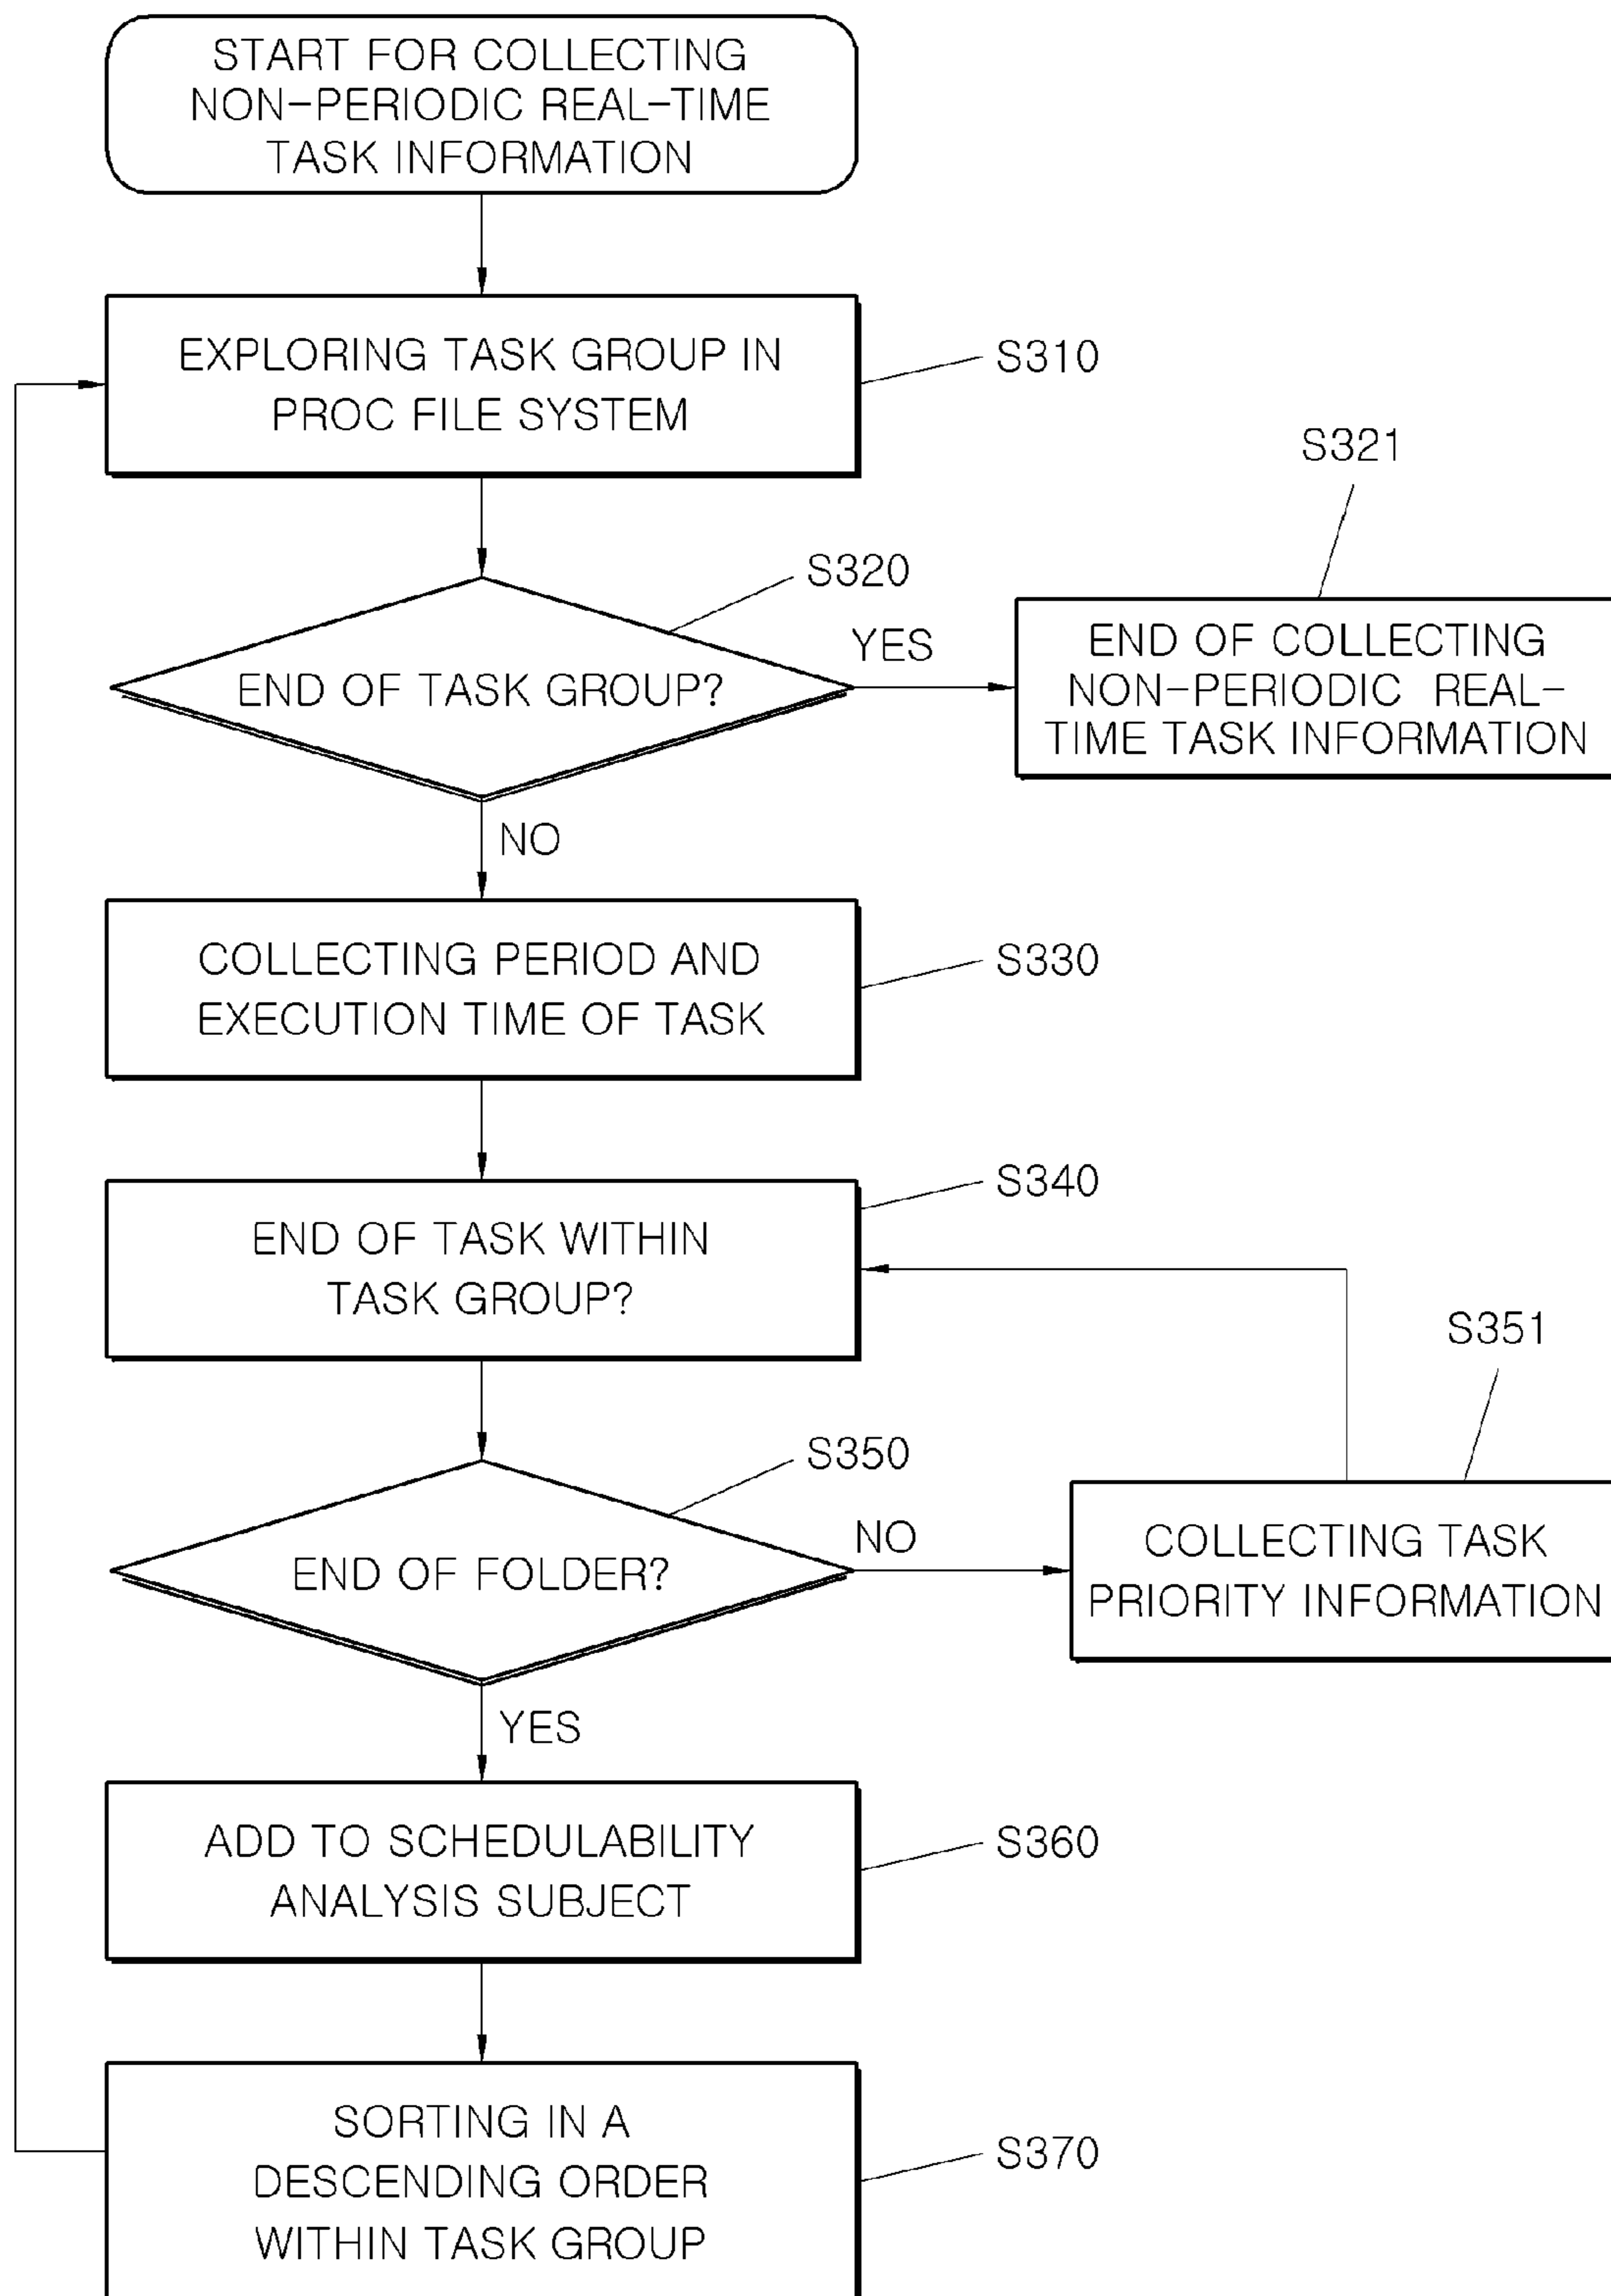 START FOR COLLECTING
NON-PERIODIC REAL-TIME
TASK INFORMATION
EXPLORING TASK GROUP IN
PROC FILE SYSTEM
S310
S321
S320
END OF TASK GROUP?
YES
END OF COLLECTING
NON-PERIODIC REAL-
TIME TASK INFORMATION
NO
COLLECTING PERIOD AND
EXECUTION TIME OF TASK
S330
S340
END OF TASK WITHIN
TASK GROUP?
S351
S350
END OF FOLDER?
NO
COLLECTING TASK
PRIORITY INFORMATION
YES
ADD TO SCHEDULABILITY
ANALYSIS SUBJECT
S360
SORTING IN A
DESCENDING ORDER
WITHIN TASK GROUP
S370